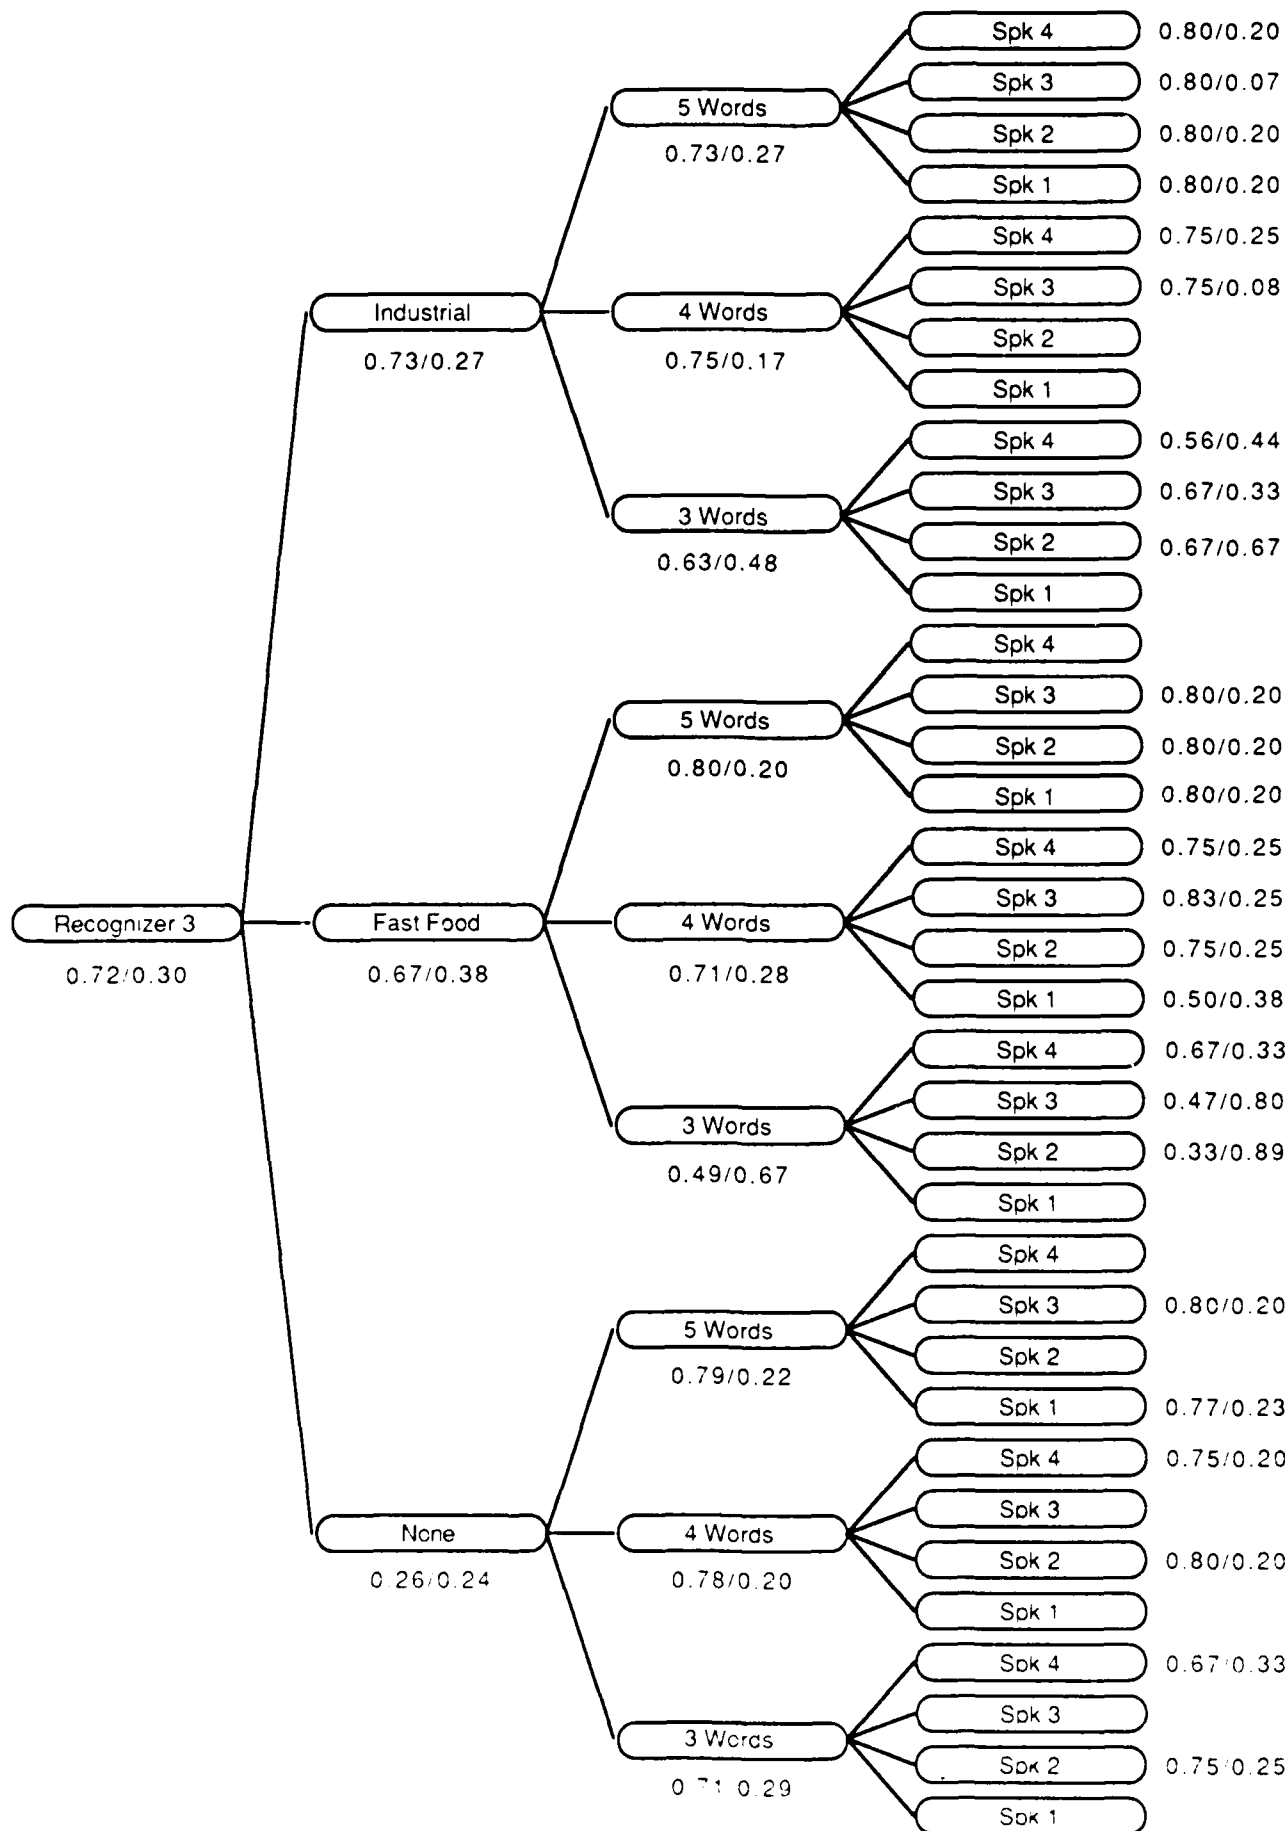 Spk 4 0.80/0.20
Spk 3 0.80/0.07
5 Words
Spk 2 0.80/0.20
0.73/0.27
Spk 1 0.80/0.20
Spk 4 0.75/0.25
Spk 3 0.75/0.08
Industrial
4 Words
Spk 2
0.73/0.27
0.75/0.17
Spk 1
Spk 4 0.56/0.44
Spk 3 0.67/0.33
3 Words
Spk 2 0.67/0.67
0.63/0.48
Spk 1
Spk 4
Spk 3 0.80/0.20
5 Words
Spk 2 0.80/0.20
0.80/0.20
Spk 1 0.80/0.20
Spk 4 0.75/0.25
Spk 3 0.83/0.25
Recognizer 3
Fast Food
4 Words
Spk 2 0.75/0.25
0.72/0.30
0.67/0.38
0.71/0.28
Spk 1 0.50/0.38
Spk 4 0.67/0.33
Spk 3 0.47/0.80
3 Words
Spk 2 0.33/0.89
0.49/0.67
Spk 1
Spk 4
Spk 3 0.80/0.20
5 Words
Spk 2
0.79/0.22
Spk 1 0.77/0.23
Spk 4 0.75/0.20
Spk 3
None
4 Words
Spk 2 0.80/0.20
0.26/0.24
0.78/0.20
Spk 1
Spk 4 0.67/0.33
Spk 3
3 Words
Spk 2 0.75/0.25
0.71/0.29
Spk 1